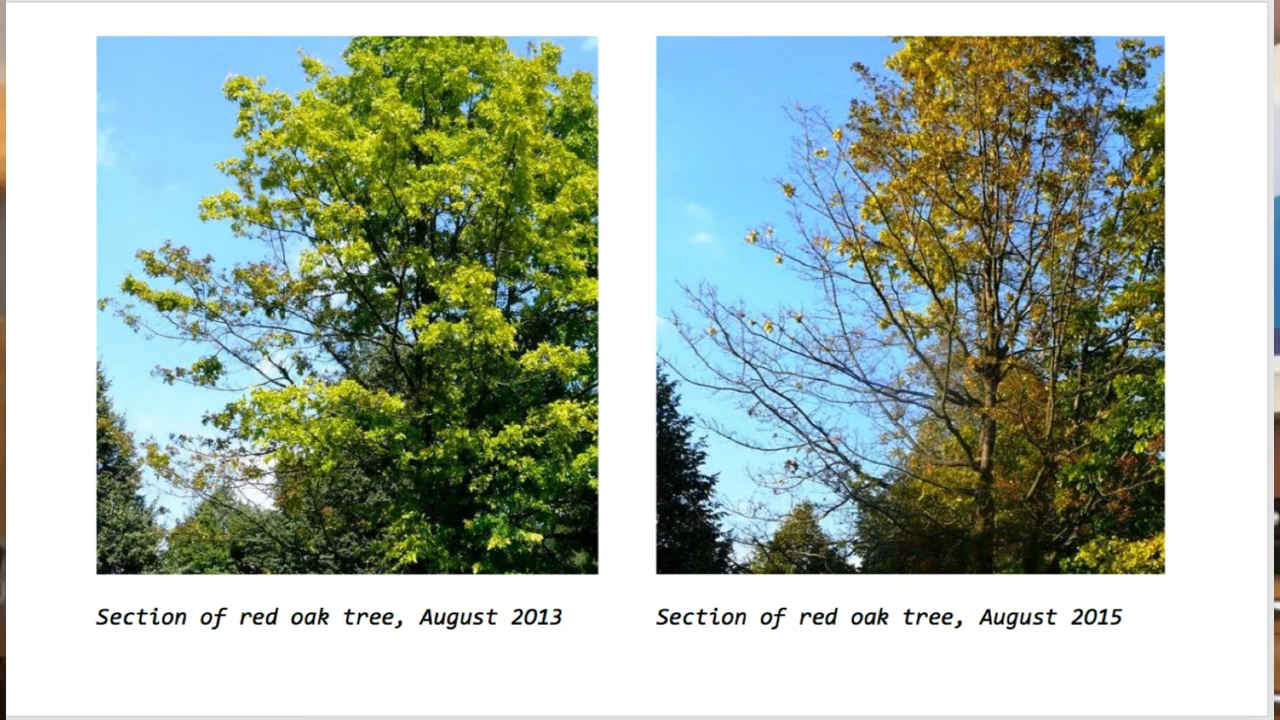 Section of red oak tree, August 2013
Section of red oak tree, August 2015